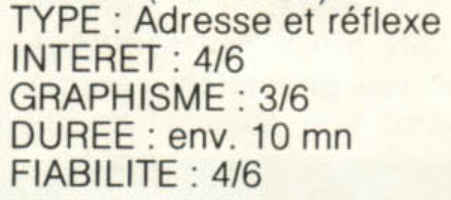 TYPE : Adresse et réflexe
INTERET : 4/6
GRAPHISME : 3/6
DUREE : env. 10 mn
FIABILITE : 4/6